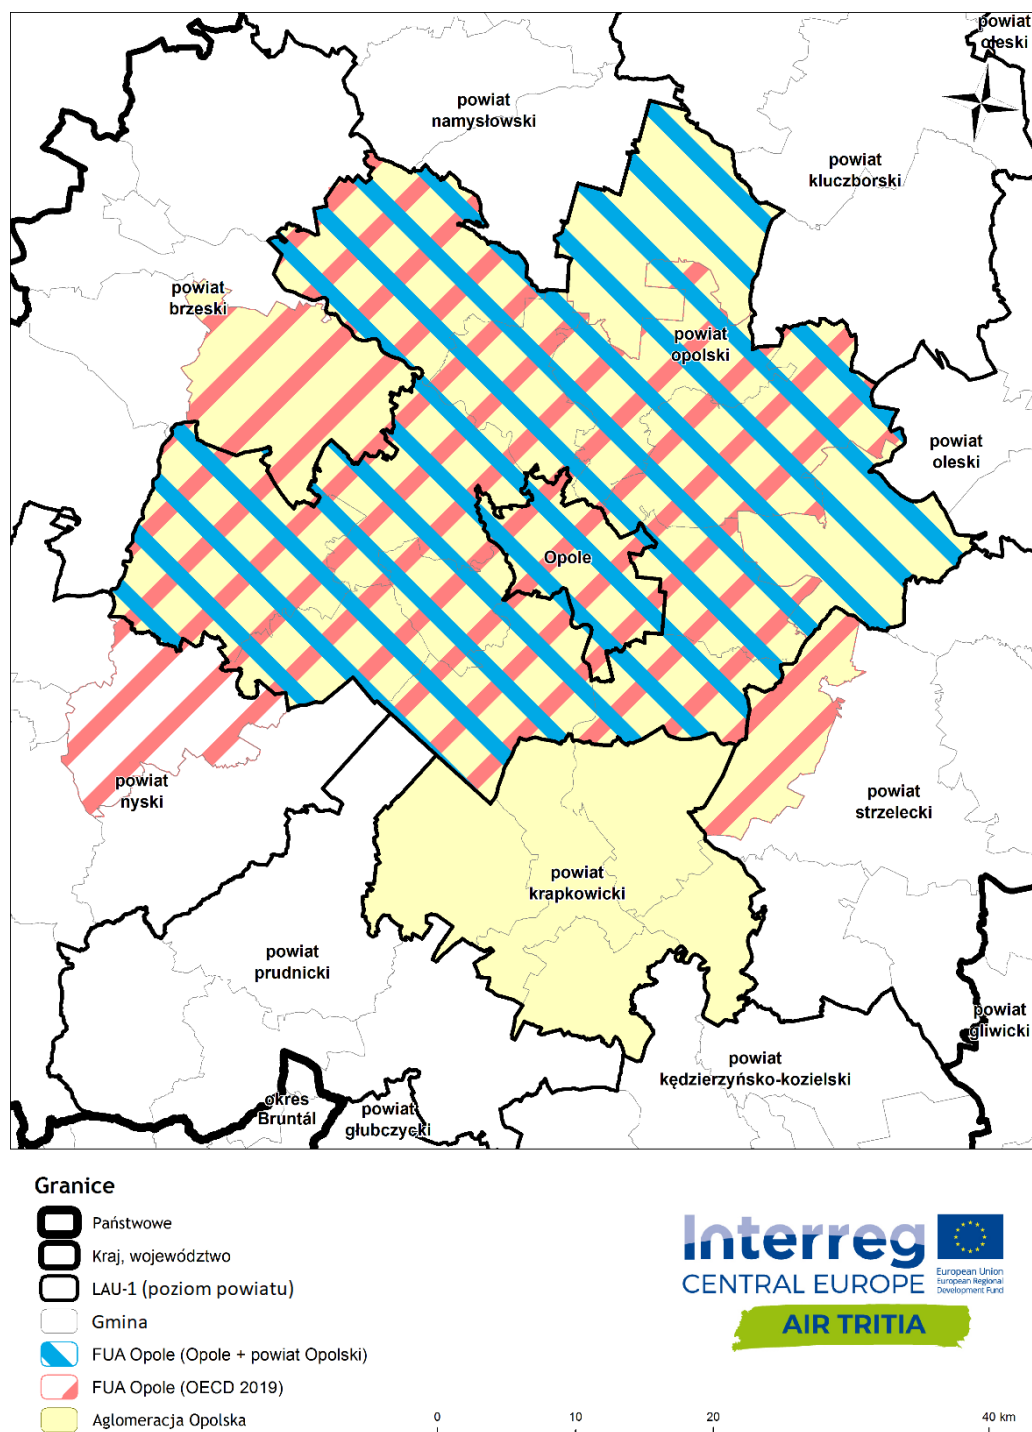 powiat
oleski
powiat
namysłowski
powiat
kluczborski
powiat
brzeski
powiat
opolski
powiat
oleski
Opole
powiat
nyski
powiat
strzelecki
powiat
krapkowicki
powiat
prudnicki
powiat
gliwicki
powiat
kędzierzyńsko-kozielski
okres
Bruntál
powiat
głubczycki
Granice
Państwowe
Kraj, województwo
LAU-1 (poziom powiatu)
Gmina
FUA Opole (Opole + powiat Opolski)
FUA Opole (OECD 2019)
Aglomeracja Opolska
Interreg
CENTRAL EUROPE
European Union
European Regional
Development Fund
AIR TRITIA
0 10 20 40 km